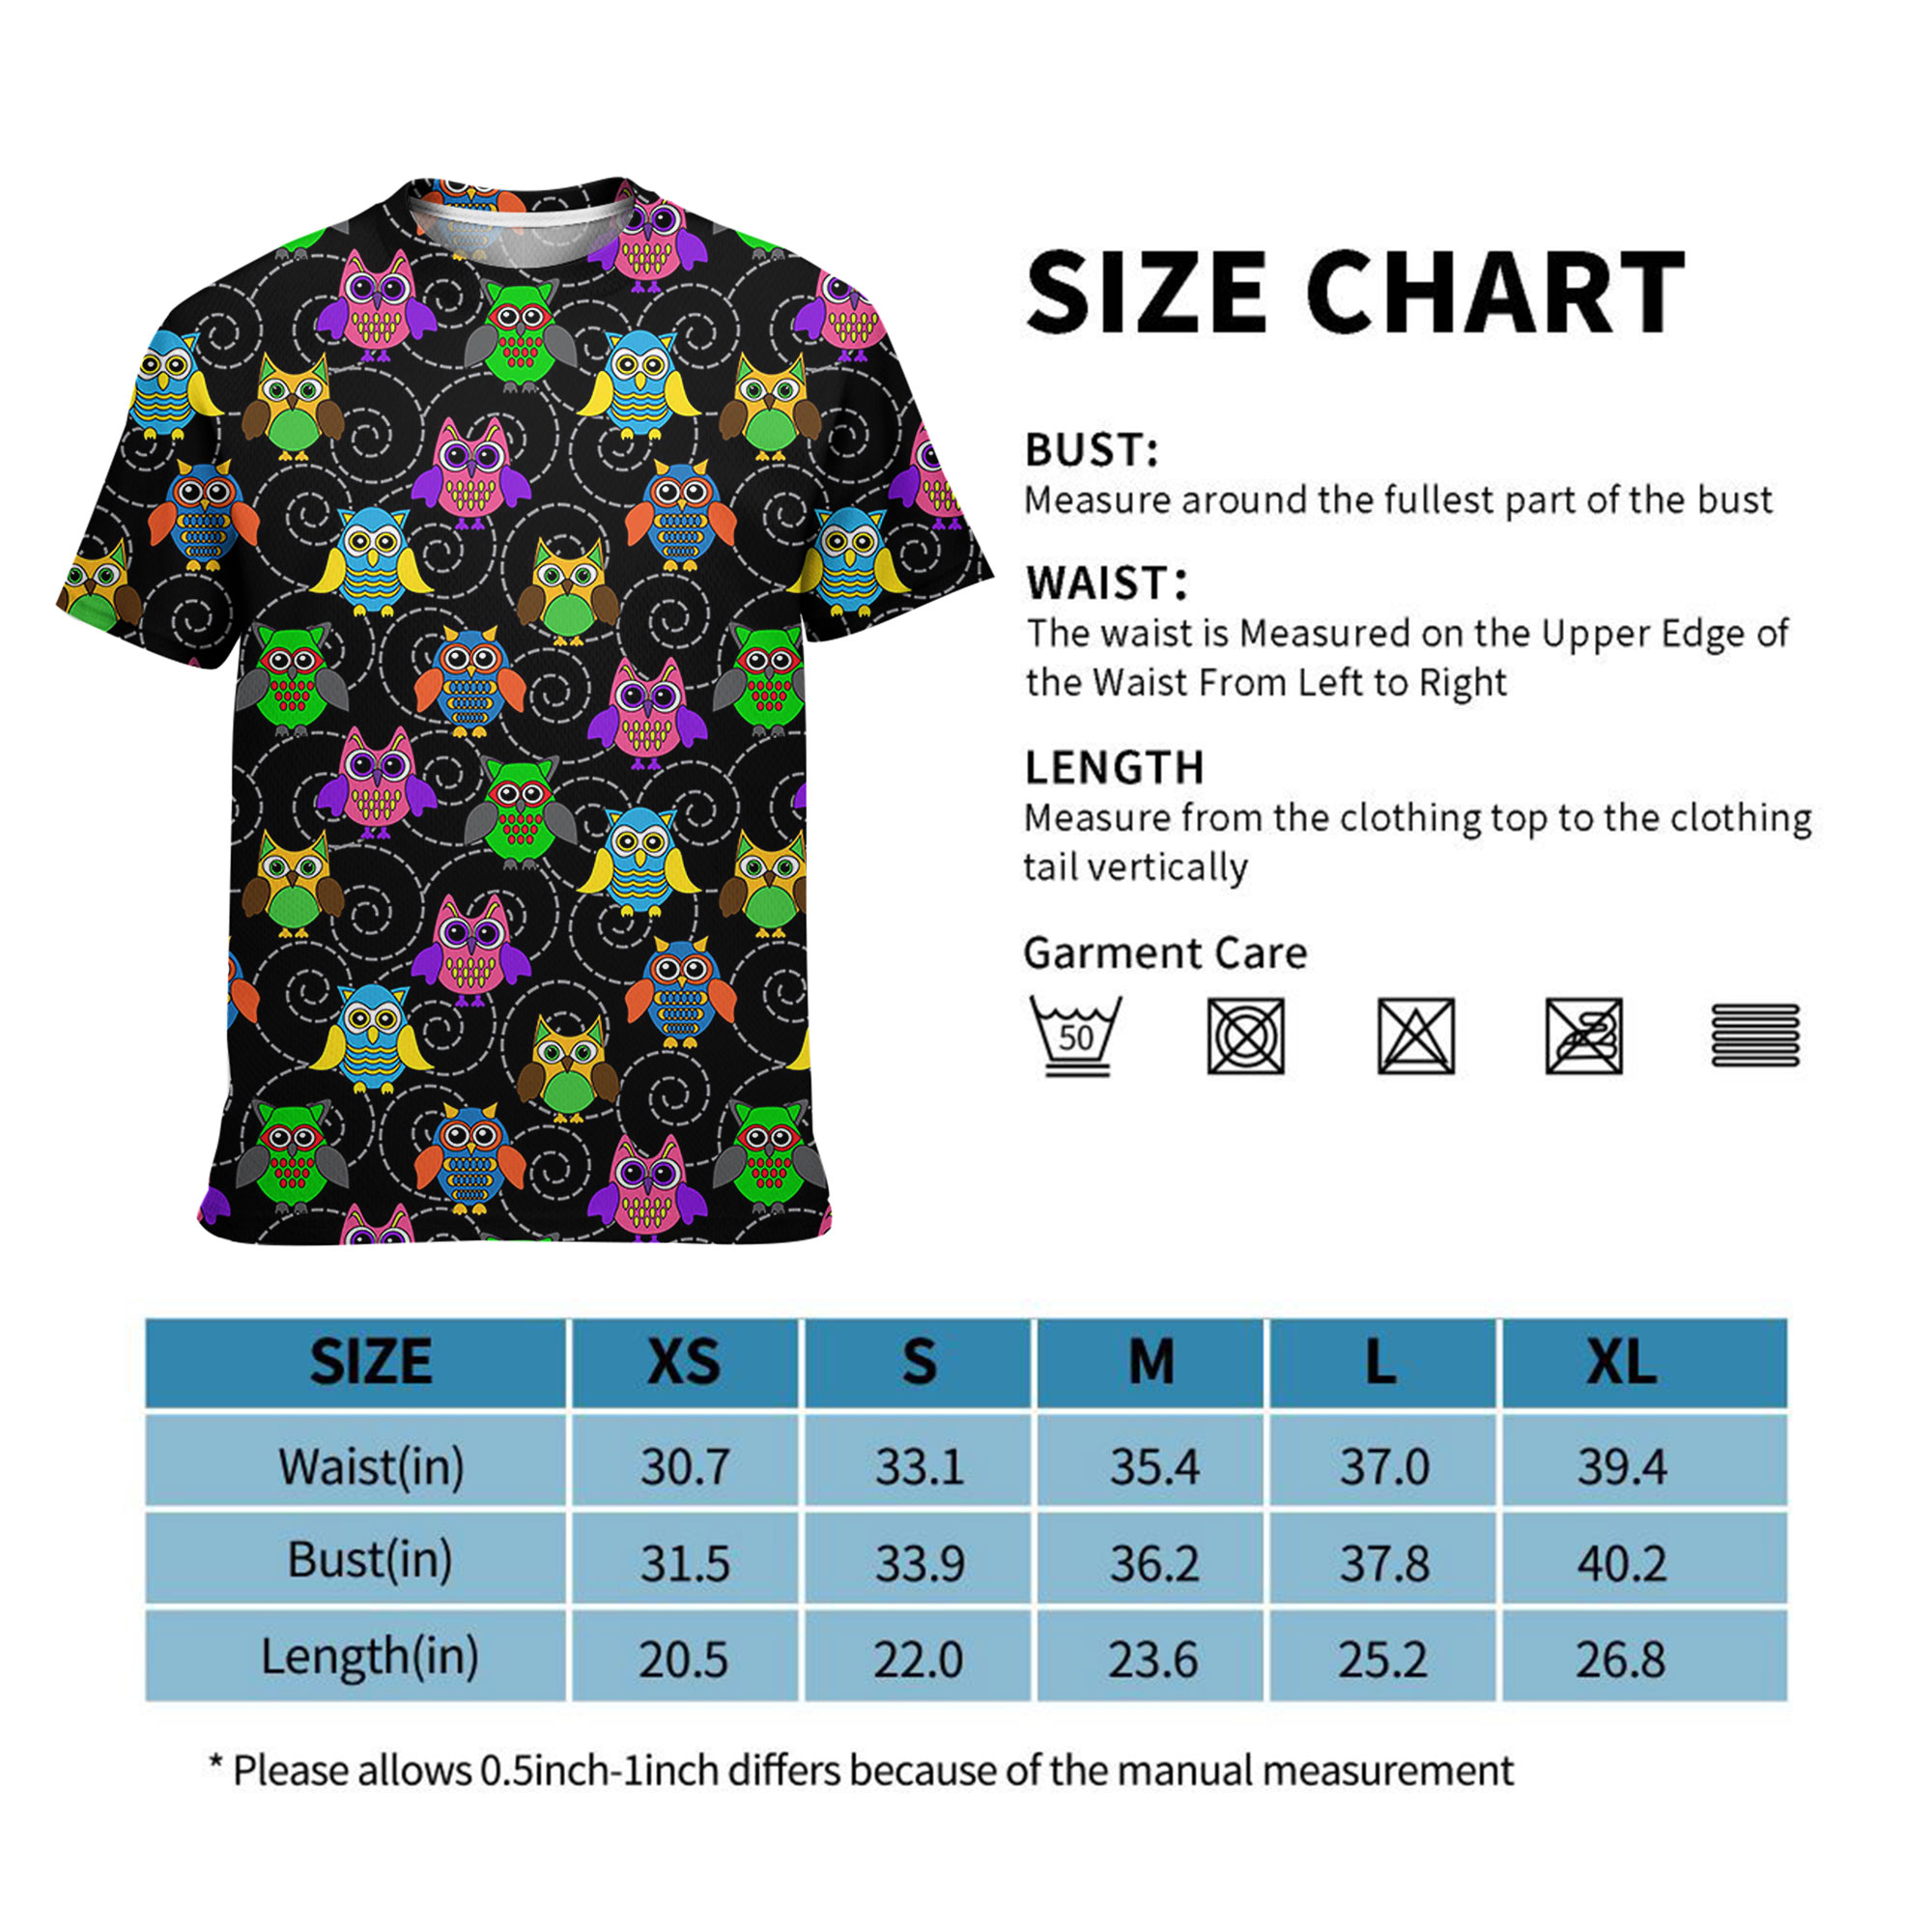 SIZE CHART
BUST:
Measure around the fullest part of the bust
WAIST:
The waist is Measured on the Upper Edge of
the Waist From Left to Right
LENGTH
Measure from the clothing top to the clothing
tail vertically
Garment Care
50
SIZE XS S M L XL
Waist(in) 30.7 33.1 35.4 37.0 39.4
Bust(in) 31.5 33.9 36.2 37.8 40.2
Length(in) 20.5 22.0 23.6 25.2 26.8
* Please allows 0.5inch-1inch differs because of the manual measurement